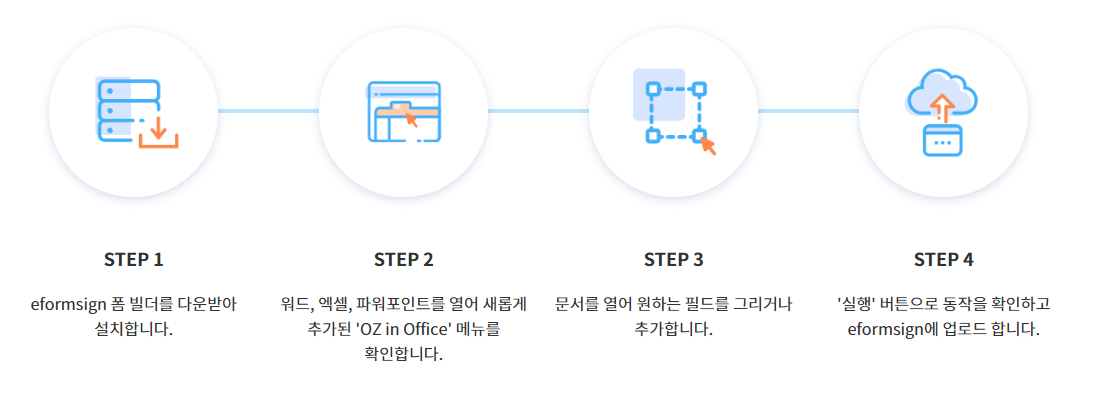 STEP 1
eformsign 폼 빌더를 다운받아
설치합니다.
STEP 2
워드, 엑셀, 파워포인트를 열어 새롭게
추가된 'OZ in Office' 메뉴를
확인합니다.
STEP 3
문서를 열어 원하는 필드를 그리거나
추가합니다.
STEP 4
'실행' 버튼으로 동작을 확인하고
eformsign에 업로드 합니다.